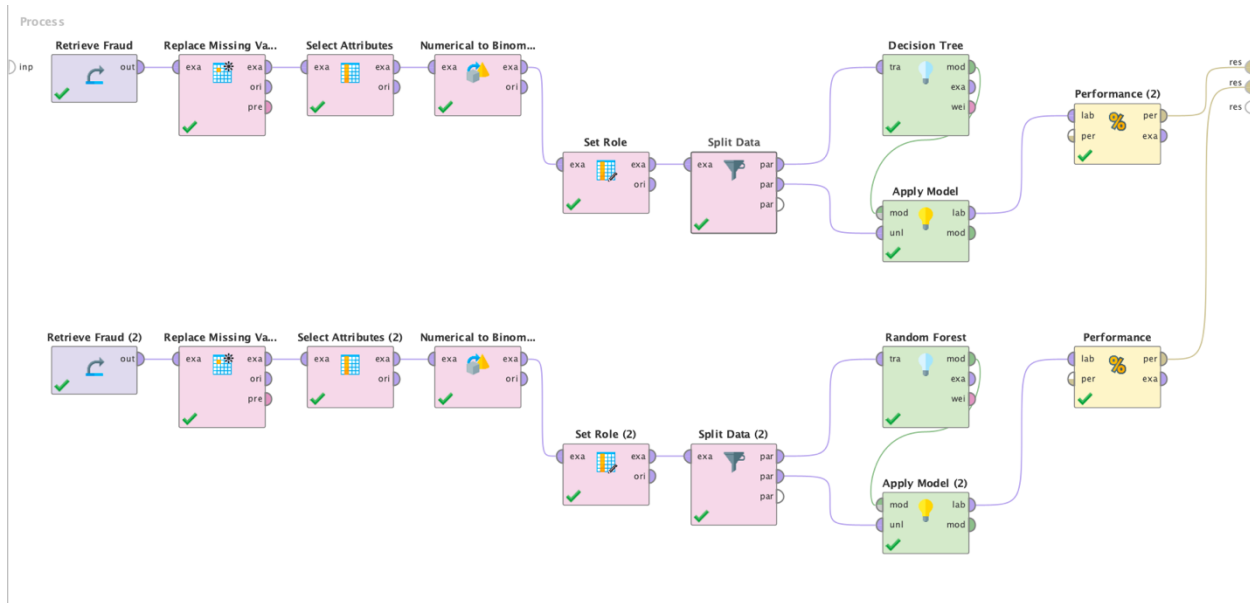 Process
inp
Retrieve Fraud
out
Replace Missing Va...
exa exa
ori
pre
Select Attributes
exa exa
ori
Numerical to Binom...
exa exa
ori
Set Role
exa exa
ori
Split Data
exa par
par
par
Decision Tree
tra mod
exa
wei
Apply Model
mod lab
unl mod
Performance (2)
% 
lab per
per exa
res
res
res
Retrieve Fraud (2)
out
Replace Missing Va...
exa exa
ori
pre
Select Attributes (2)
exa exa
ori
Numerical to Binom...
exa exa
ori
Set Role (2)
exa exa
ori
Split Data (2)
exa par
par
par
Random Forest
tra mod
exa
wei
Apply Model (2)
mod lab
unl mod
Performance
%
lab per
per exa